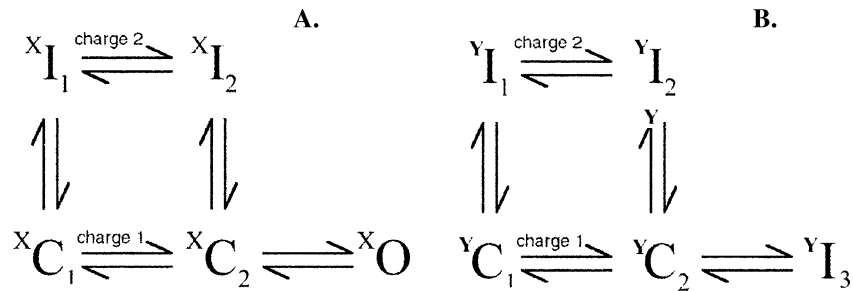 A. B.
ˣI₁ charge 2 ˣI₂ ʸI₁ charge 2 ʸI₂
Y
ˣC₁ charge 1 ˣC₂ ˣO ʸC₁ charge 1 ʸC₂ ʸI₃